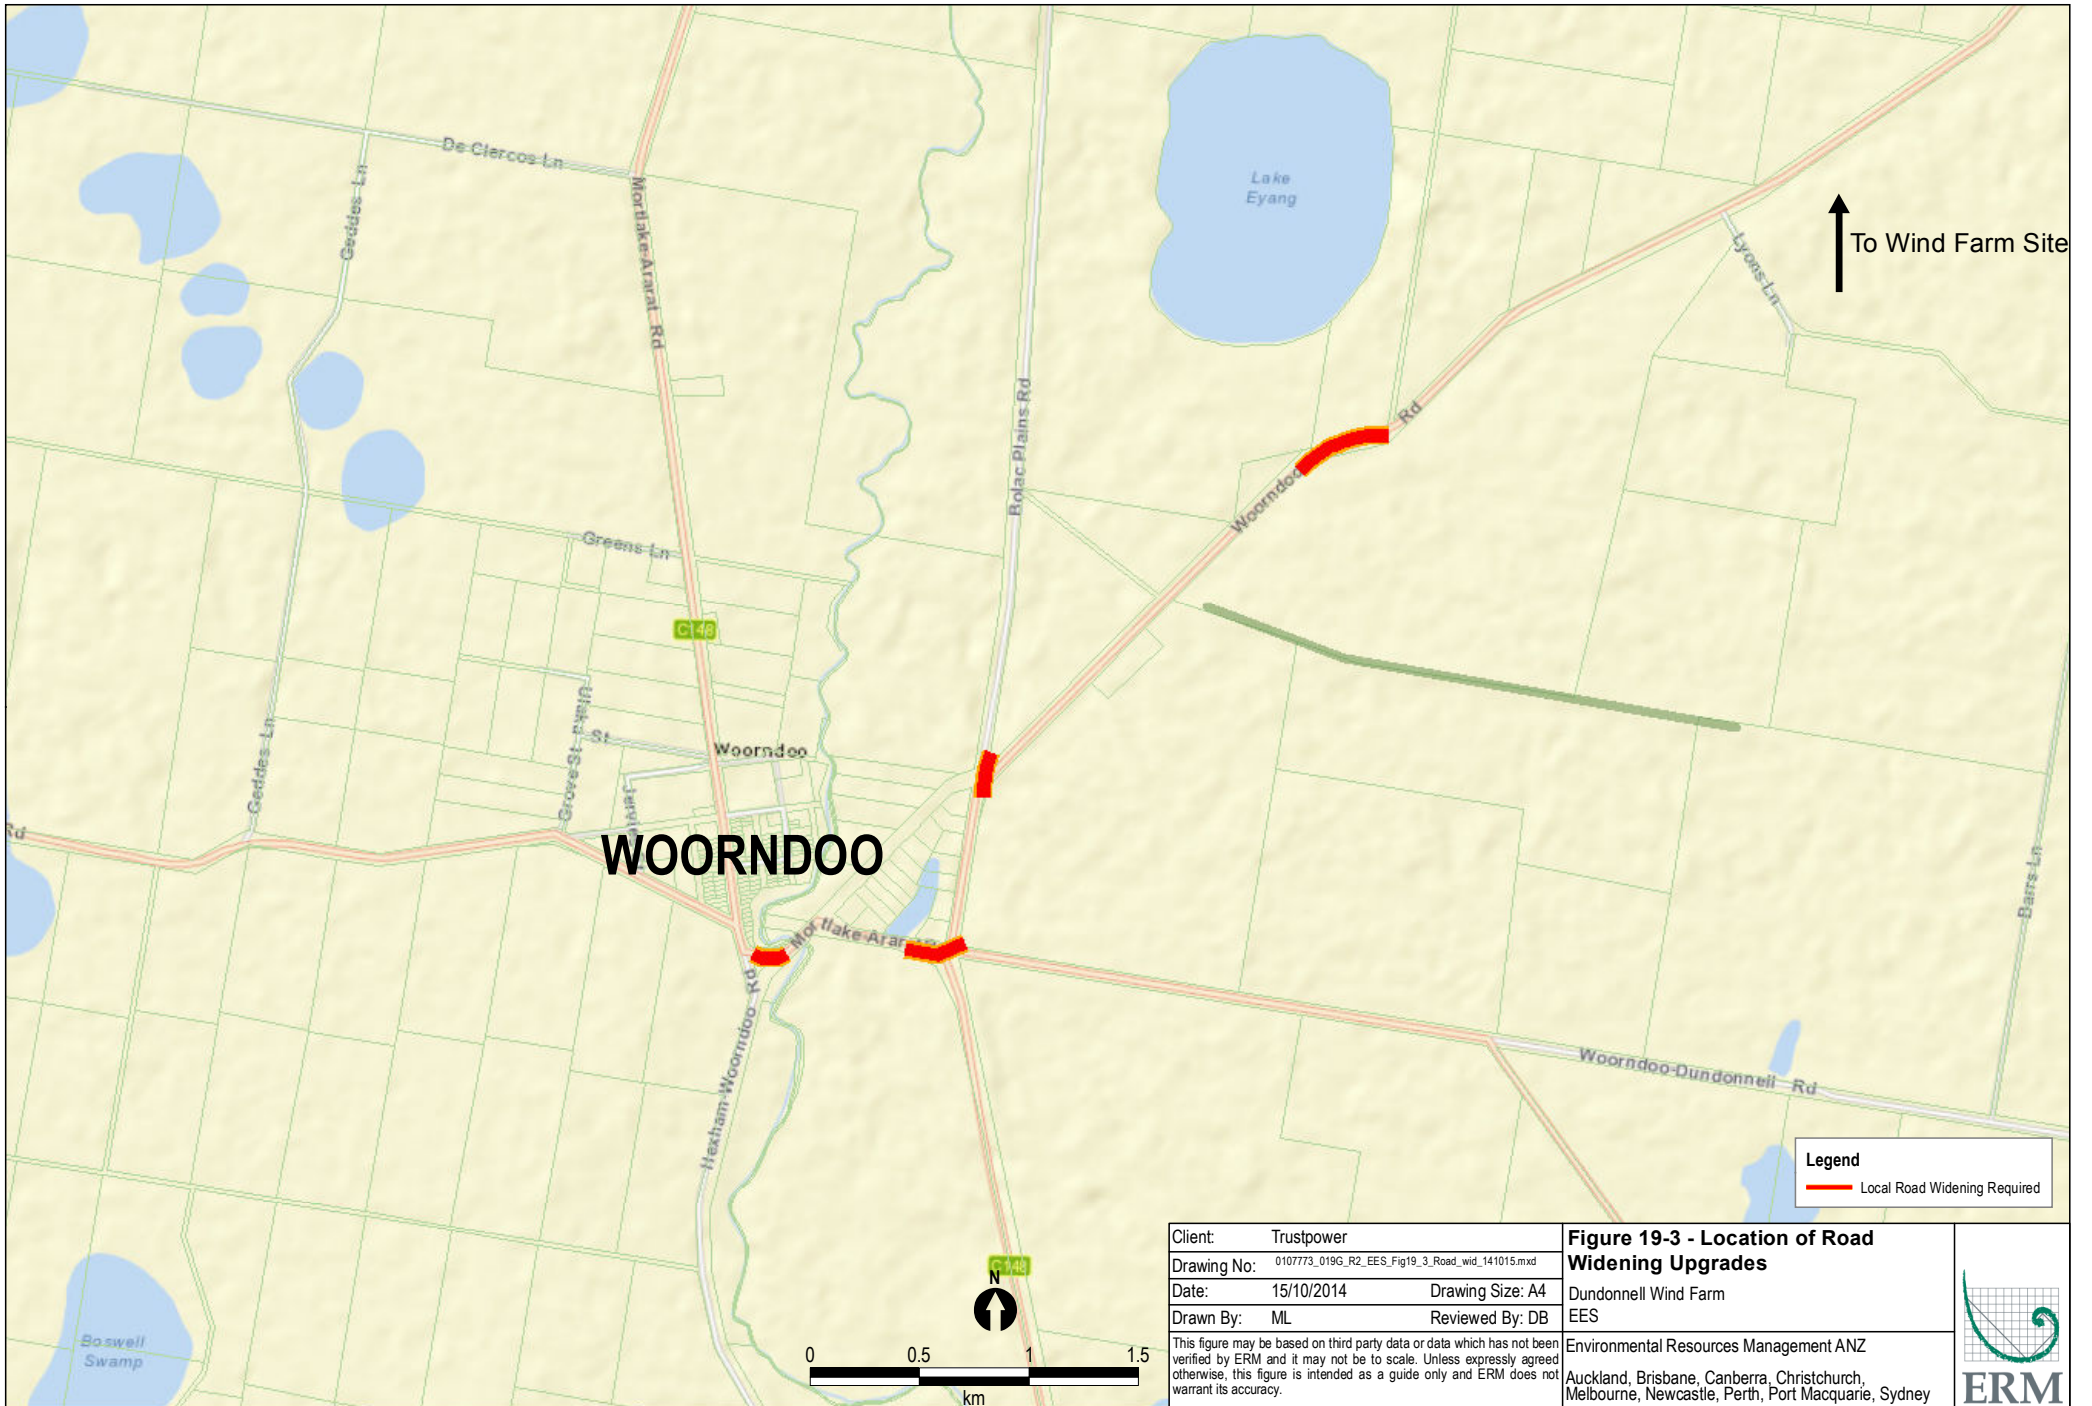 De Clercos Ln
Geddes Ln
Mortlake-Ararat Rd
Lake
Eyang
To Wind Farm Site
Lyons Ln
Bolac Plains Rd
Woorndoo Rd
Greens Ln
C148
Grove St
St
Woorndoo
Geddes Ln
Rd
WOORNDOO
Mortlake-Ararat
Hexham-Woorndoo Rd
Barrs Ln
Woorndoo-Dundonnell Rd
C148
Boswell
Swamp
N
0 0.5 1 1.5
km
Legend
Local Road Widening Required
Client: Trustpower
Drawing No: 0107773_019G_R2_EES_Fig19_3_Road_wid_141015.mxd
Date: 15/10/2014 Drawing Size: A4
Drawn By: ML Reviewed By: DB
This figure may be based on third party data or data which has not been
verified by ERM and it may not be to scale. Unless expressly agreed
otherwise, this figure is intended as a guide only and ERM does not
warrant its accuracy.
Figure 19-3 - Location of Road
Widening Upgrades
Dundonnell Wind Farm
EES
Environmental Resources Management ANZ
Auckland, Brisbane, Canberra, Christchurch,
Melbourne, Newcastle, Perth, Port Macquarie, Sydney
ERM